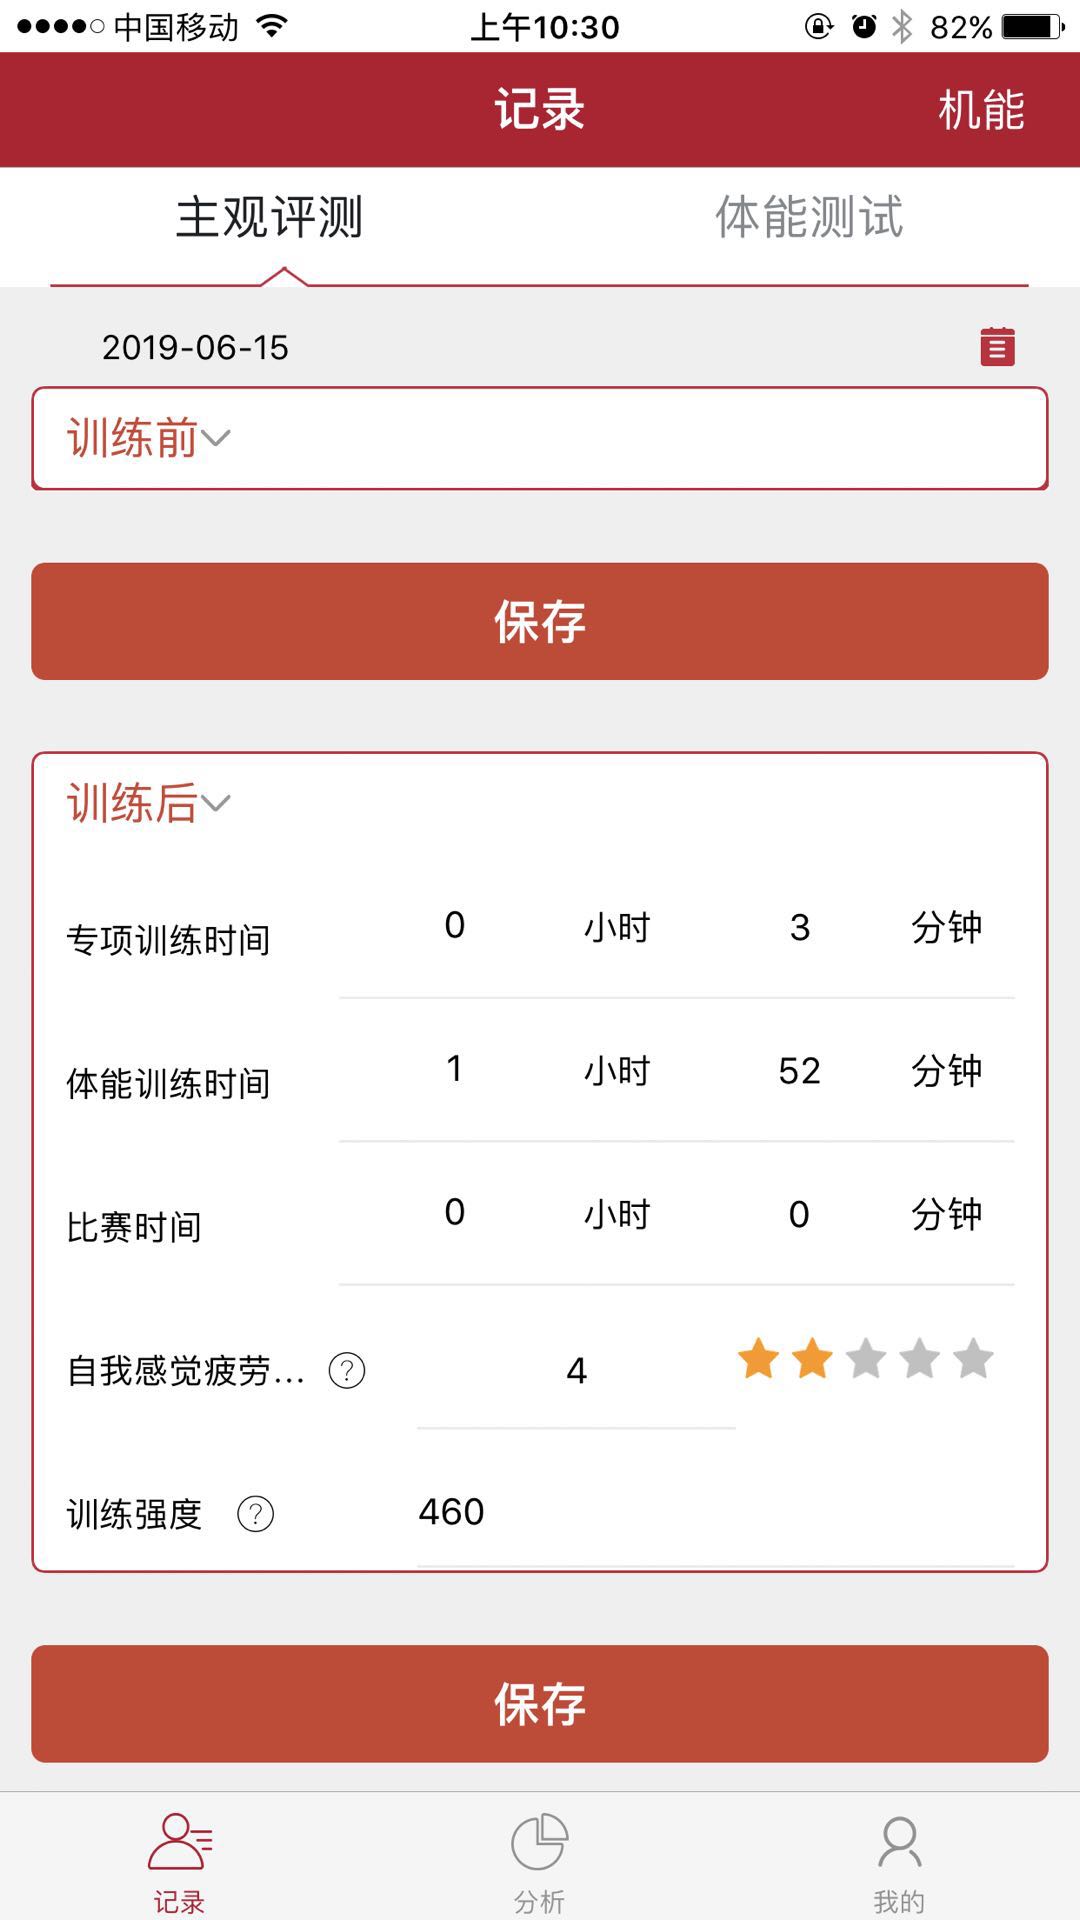 中国移动 上午10:30 82%
记录 机能
主观评测 体能测试
2019-06-15
训练前
保存
训练后
专项训练时间 0 小时 3 分钟
体能训练时间 1 小时 52 分钟
比赛时间 0 小时 0 分钟
自我感觉疲劳... ? 4
训练强度 ? 460
保存
记录 分析 我的